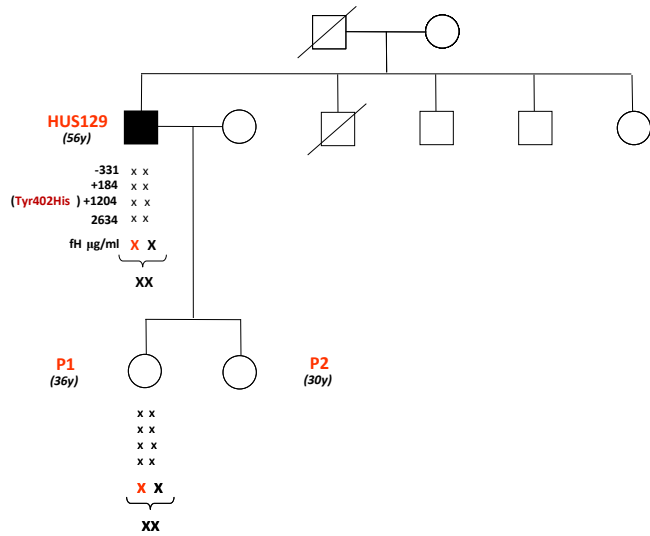 HUS129
(56y)
-331 x x
+184 x x
(Tyr402His ) +1204 x x
2634 x x
fH µg/ml X X
XX
P1
(36y)
P2
(30y)
x x
x x
x x
x x
X X
XX